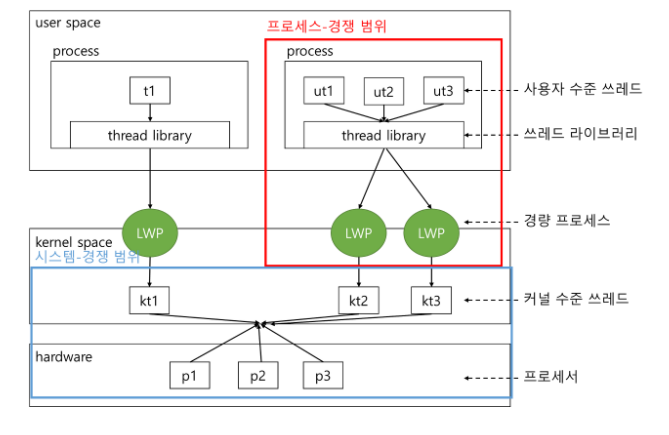 user space
프로세스-경쟁 범위
process
process
t1
ut1
ut2
ut3
사용자 수준 쓰레드
thread library
thread library
쓰레드 라이브러리
LWP
LWP
LWP
경량 프로세스
kernel space
시스템-경쟁 범위
kt1
kt2
kt3
커널 수준 쓰레드
hardware
p1
p2
p3
프로세서